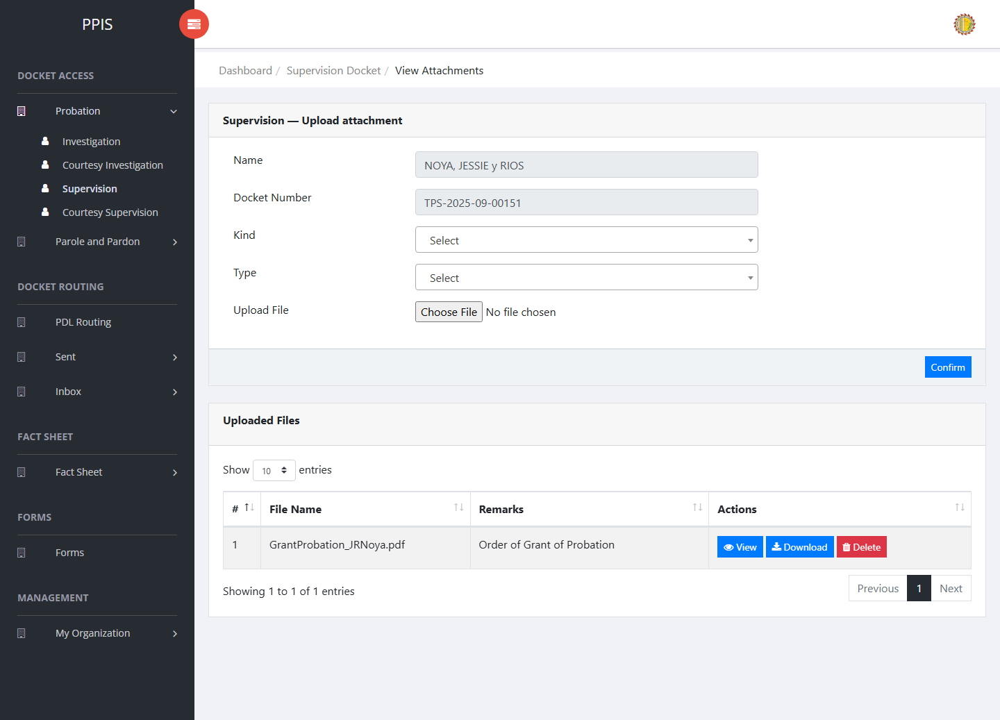 PPIS
DOCKET ACCESS
Probation
Investigation
Courtesy Investigation
Supervision
Courtesy Supervision
Parole and Pardon
DOCKET ROUTING
PDL Routing
Sent
Inbox
FACT SHEET
Fact Sheet
FORMS
Forms
MANAGEMENT
My Organization
Dashboard / Supervision Docket / View Attachments
Supervision — Upload attachment
Name NOYA, JESSIE y RIOS
Docket Number TPS-2025-09-00151
Kind Select
Type Select
Upload File Choose File No file chosen
Confirm
Uploaded Files
Show 10 entries
# File Name Remarks Actions
1 GrantProbation_JRNoya.pdf Order of Grant of Probation View Download Delete
Showing 1 to 1 of 1 entries
Previous 1 Next